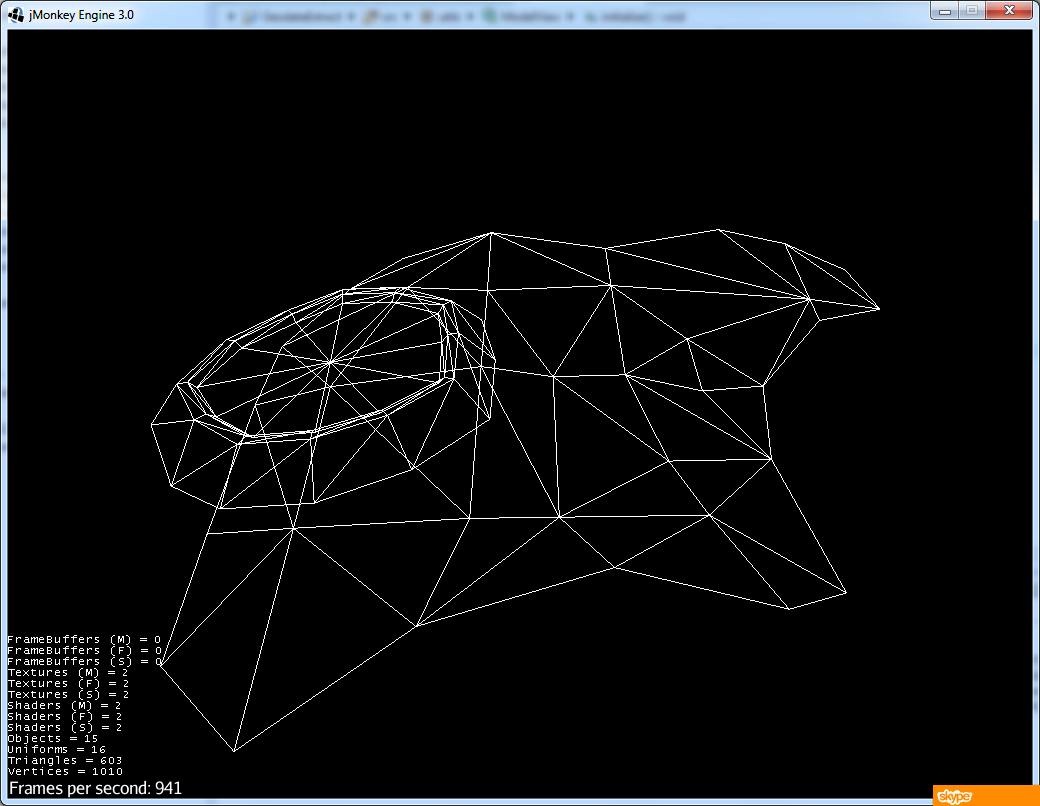 jMonkey Engine 3.0
FrameBuffers (M) = 0
FrameBuffers (F) = 0
FrameBuffers (S) = 0
Textures (M) = 2
Textures (F) = 2
Textures (S) = 2
Shaders (M) = 2
Shaders (F) = 2
Shaders (S) = 2
Objects = 15
Uniforms = 16
Triangles = 603
Vertices = 1010
Frames per second: 941
skype